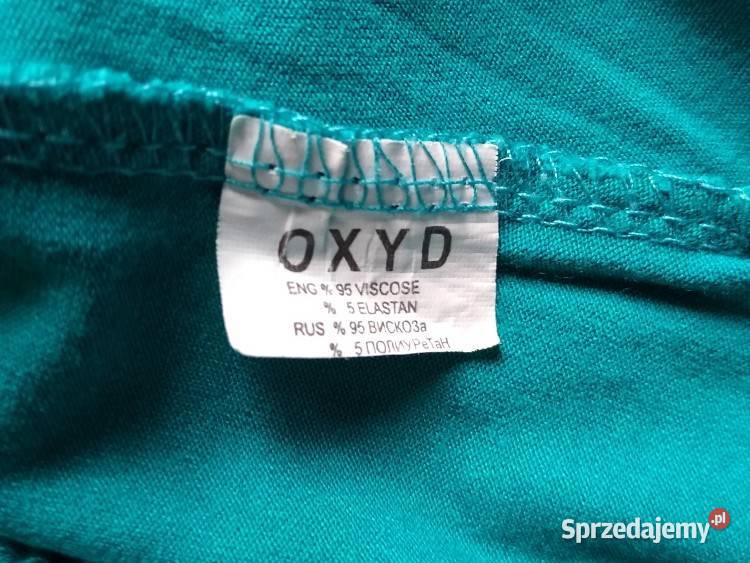 OXYD
ENG % 95 VISCOSE
% 5 ELASTAN
RUS % 95 ВИСКОЗа
% 5 ПОЛИУРеТаН
Sprzedajemy.pl